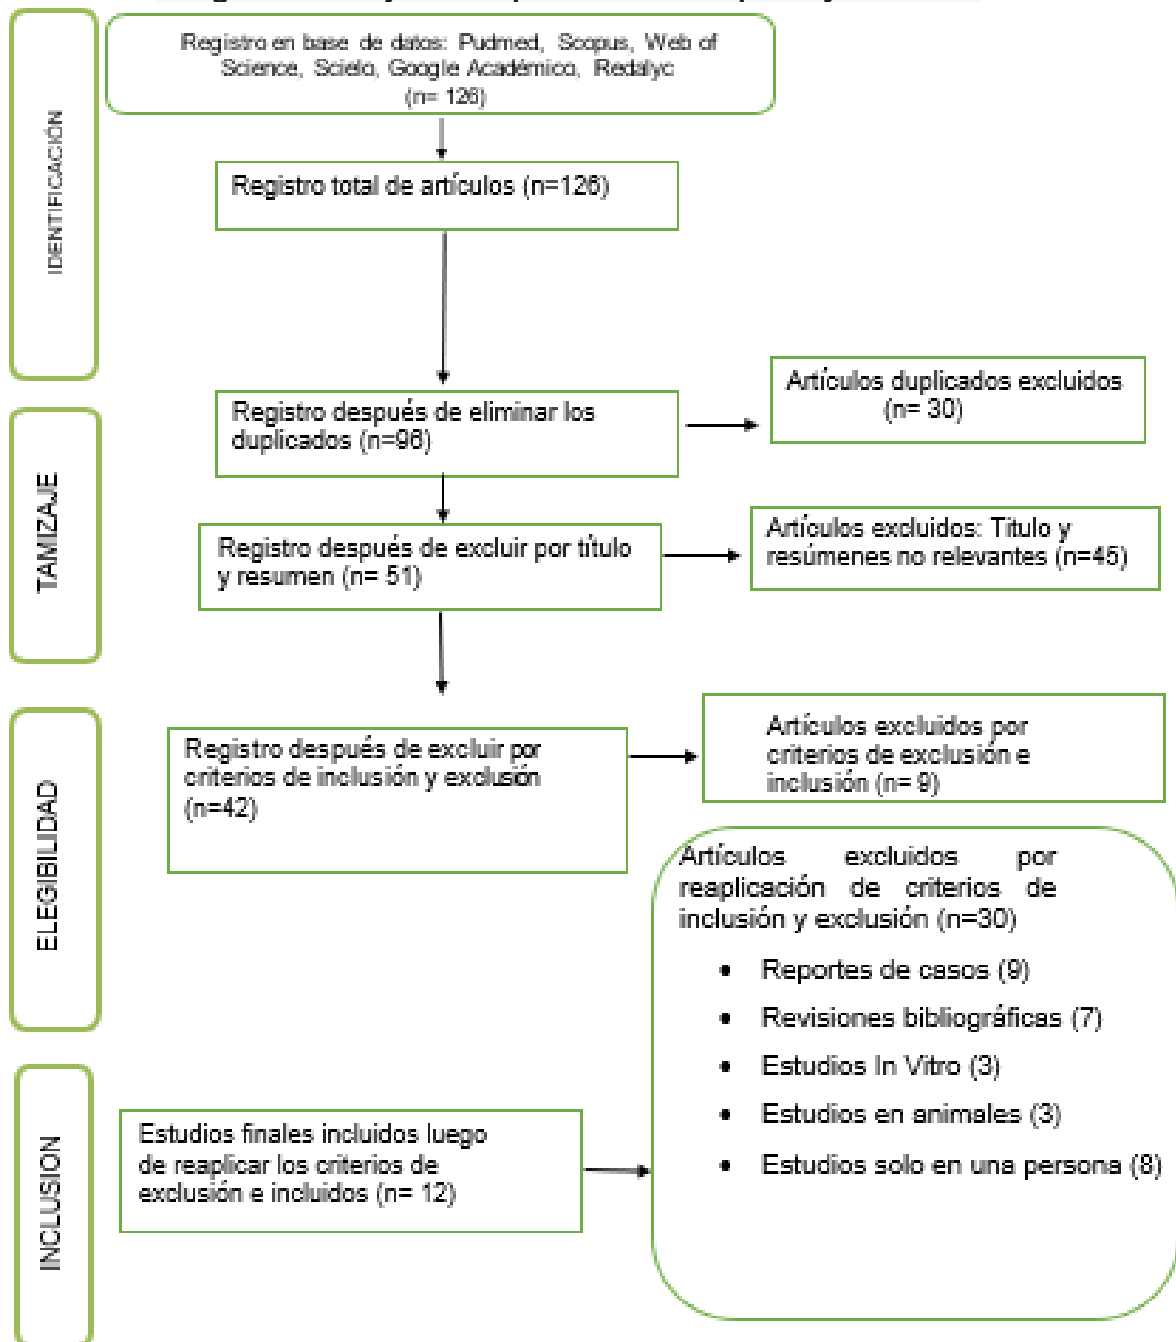 IDENTIFICACIÓN
Registro en base de datos: Pudmed, Scopus, Web of
Science, Scielo, Google Académico, Redalyc
(n= 126)
Registro total de artículos (n=126)
Registro después de eliminar los
duplicados (n=96)
Artículos duplicados excluidos
(n= 30)
TAMIZAJE
Registro después de excluir por título
y resumen (n= 51)
Artículos excluidos: Titulo y
resúmenes no relevantes (n=45)
ELEGIBILIDAD
Registro después de excluir por
criterios de inclusión y exclusión
(n=42)
Artículos excluidos por
criterios de exclusión e
inclusión (n= 9)
Artículos excluidos por
reaplicación de criterios de
inclusión y exclusión (n=30)
• Reportes de casos (9)
• Revisiones bibliográficas (7)
• Estudios In Vitro (3)
• Estudios en animales (3)
• Estudios solo en una persona (8)
INCLUSION
Estudios finales incluidos luego
de reaplicar los criterios de
exclusión e incluidos (n= 12)